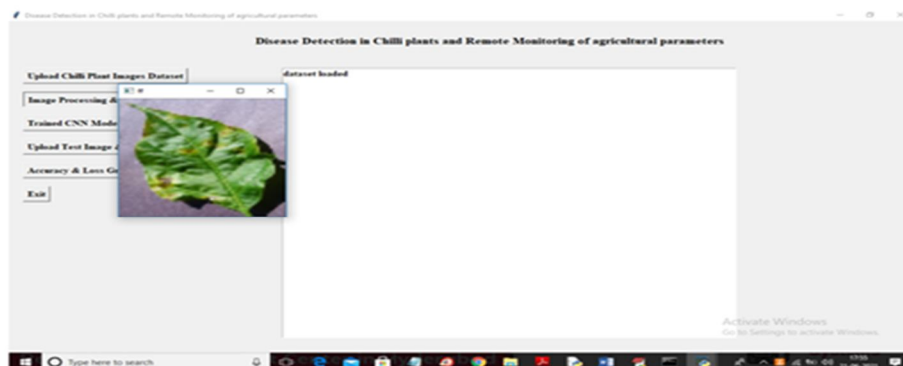 Disease Detection in Chilli plants and Remote Monitoring of agricultural parameters
Disease Detection in Chilli plants and Remote Monitoring of agricultural parameters
Upload Chilli Plant Images Dataset
dataset loaded
Image Processing &
Trained CNN Mode
Upload Test Image
Accuracy & Loss G
Exit
Activate Windows
Go to Settings to activate Windows.
Type here to search
17:55